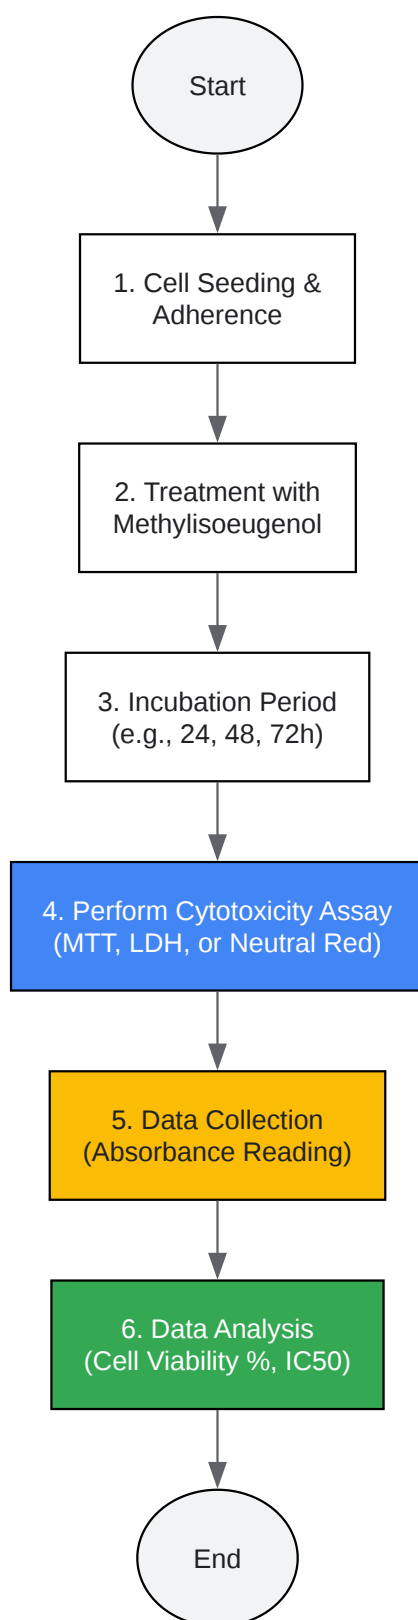 Start
1. Cell Seeding &
Adherence
2. Treatment with
Methylisoeugenol
3. Incubation Period
(e.g., 24, 48, 72h)
4. Perform Cytotoxicity Assay
(MTT, LDH, or Neutral Red)
5. Data Collection
(Absorbance Reading)
6. Data Analysis
(Cell Viability %, IC50)
End